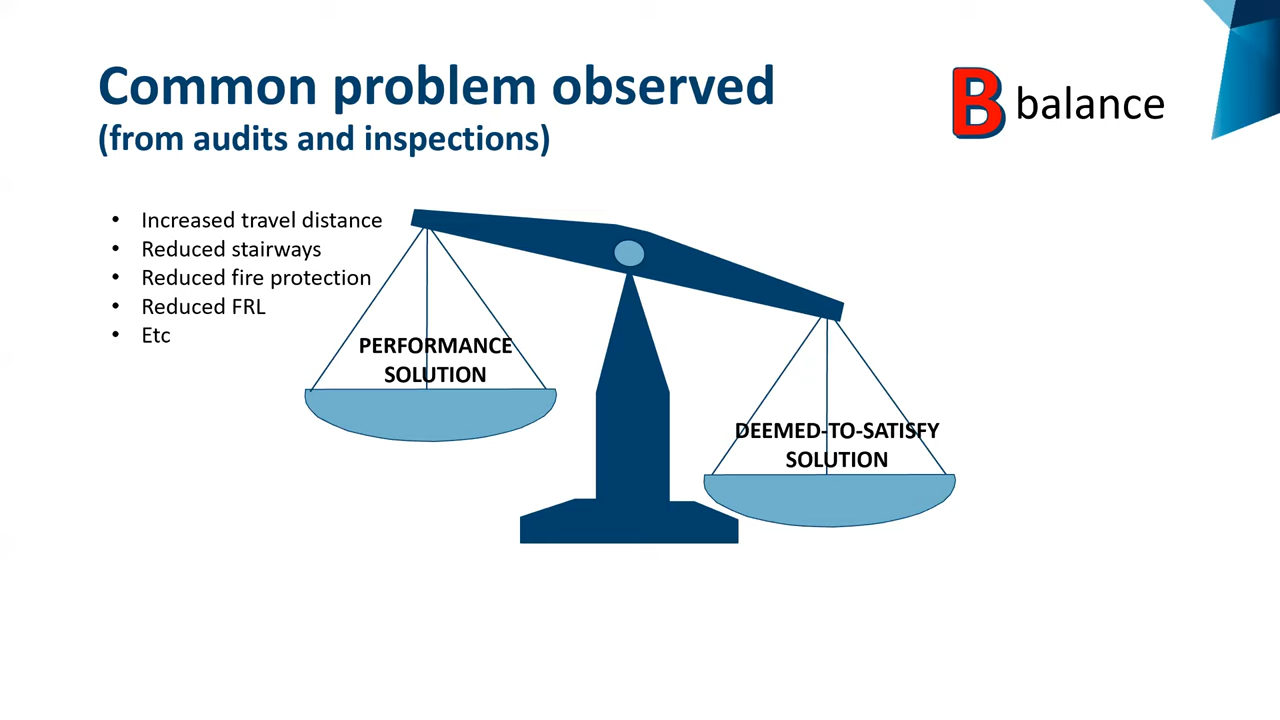 Common problem observed
(from audits and inspections)
B balance
• Increased travel distance
• Reduced stairways
• Reduced fire protection
• Reduced FRL
• Etc
PERFORMANCE
SOLUTION
DEEMED-TO-SATISFY
SOLUTION